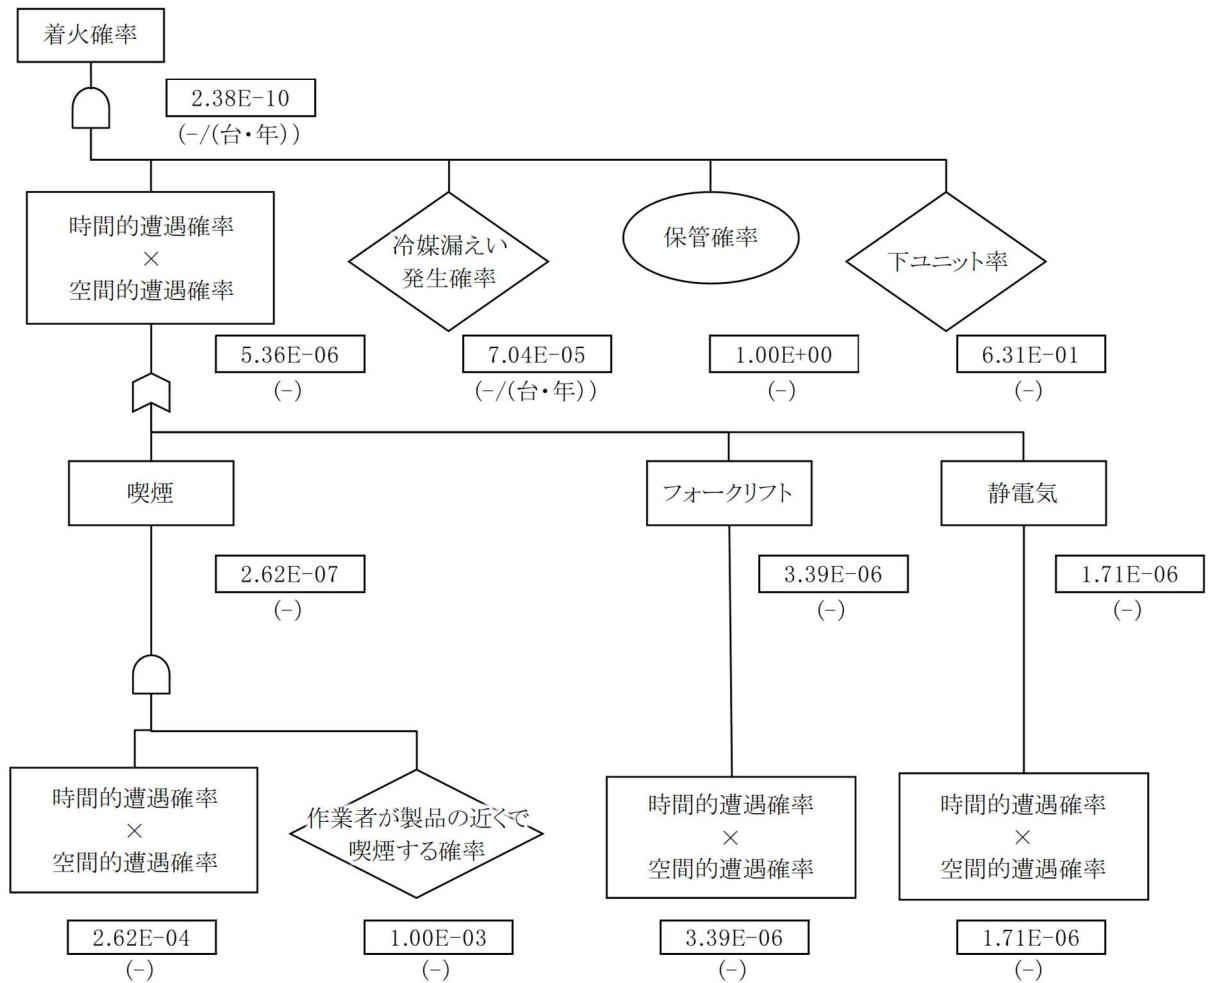 着火確率
2.38E-10
(-/(台・年))
時間的遭遇確率
×
空間的遭遇確率
冷媒漏えい
発生確率
保管確率
下ユニット率
5.36E-06
(-)
7.04E-05
(-/(台・年))
1.00E+00
(-)
6.31E-01
(-)
喫煙
フォークリフト
静電気
2.62E-07
(-)
3.39E-06
(-)
1.71E-06
(-)
時間的遭遇確率
×
空間的遭遇確率
作業者が製品の近くで
喫煙する確率
時間的遭遇確率
×
空間的遭遇確率
時間的遭遇確率
×
空間的遭遇確率
2.62E-04
(-)
1.00E-03
(-)
3.39E-06
(-)
1.71E-06
(-)